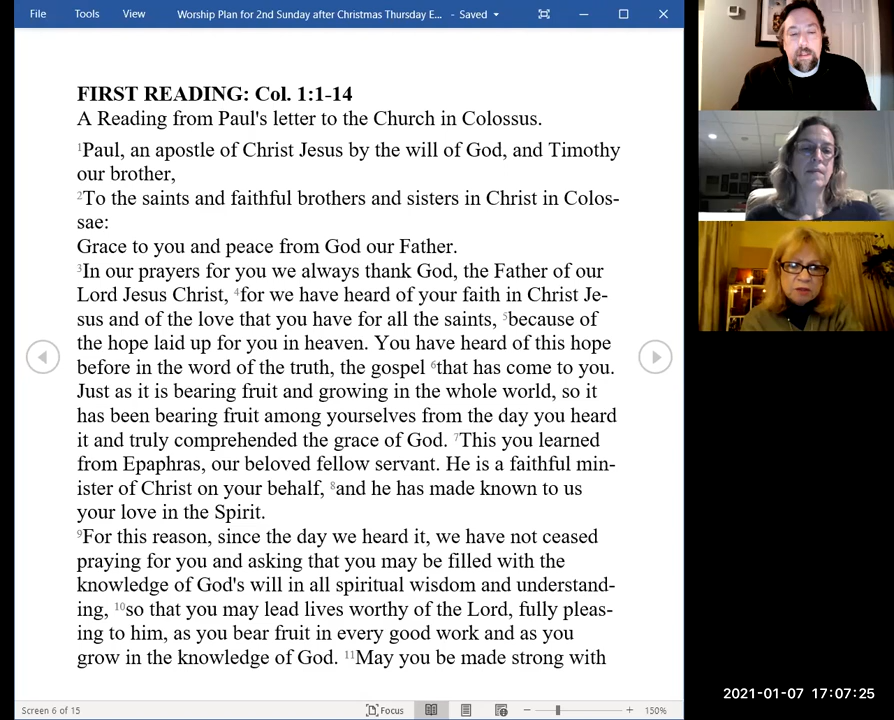 File Tools View Worship Plan for 2nd Sunday after Christmas Thursday E... - Saved
FIRST READING: Col. 1:1-14
A Reading from Paul's letter to the Church in Colossus.
1Paul, an apostle of Christ Jesus by the will of God, and Timothy
our brother,
2To the saints and faithful brothers and sisters in Christ in Colos-
sae:
Grace to you and peace from God our Father.
3In our prayers for you we always thank God, the Father of our
Lord Jesus Christ, 4for we have heard of your faith in Christ Je-
sus and of the love that you have for all the saints, 5because of
the hope laid up for you in heaven. You have heard of this hope
before in the word of the truth, the gospel 6that has come to you.
Just as it is bearing fruit and growing in the whole world, so it
has been bearing fruit among yourselves from the day you heard
it and truly comprehended the grace of God. 7This you learned
from Epaphras, our beloved fellow servant. He is a faithful min-
ister of Christ on your behalf, 8and he has made known to us
your love in the Spirit.
9For this reason, since the day we heard it, we have not ceased
praying for you and asking that you may be filled with the
knowledge of God's will in all spiritual wisdom and understand-
ing, 10so that you may lead lives worthy of the Lord, fully pleas-
ing to him, as you bear fruit in every good work and as you
grow in the knowledge of God. 11May you be made strong with
Screen 6 of 15 Focus 150%
2021-01-07 17:07:25